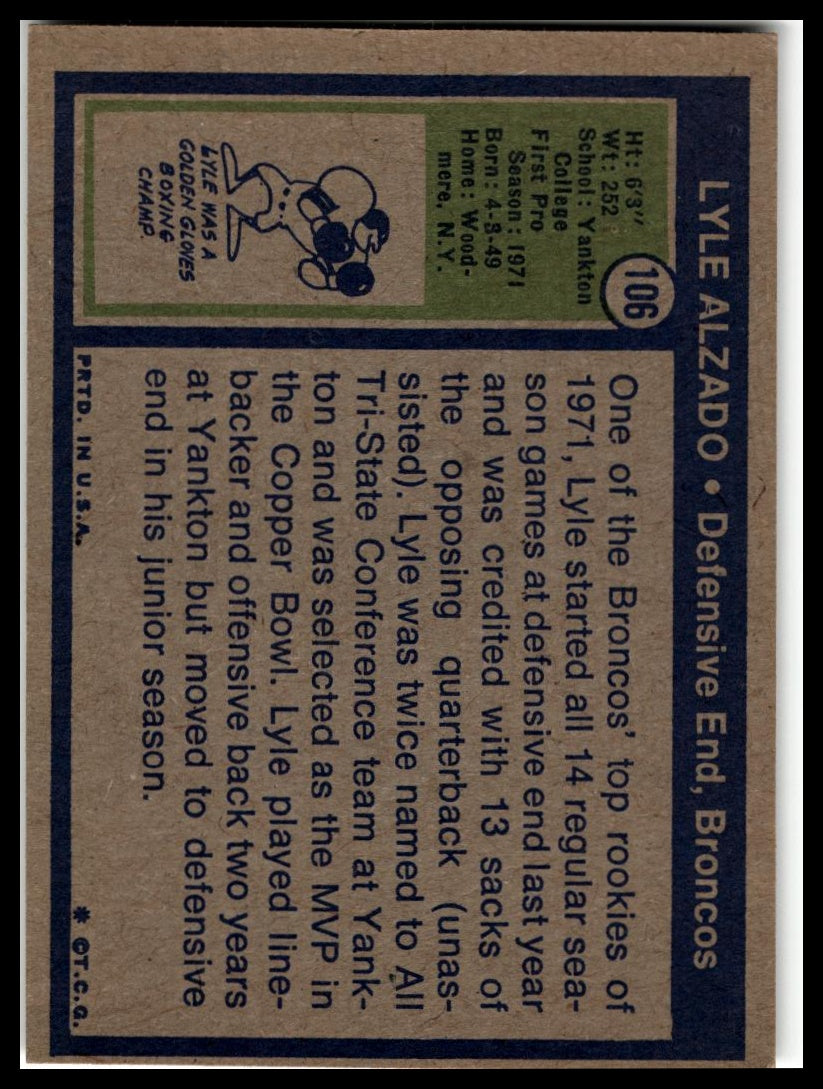 LYLE ALZADO • Defensive End, Broncos
106
Ht: 6'3"
Wt: 252
School: Yankton
College
First Pro
Season: 1971
Born: 4-3-49
Home: Wood-
mere, N.Y.
LYLE WAS A
GOLDEN GLOVES
BOXING
CHAMP.
One of the Broncos' top rookies of
1971, Lyle started all 14 regular sea-
son games at defensive end last year
and was credited with 13 sacks of
the opposing quarterback (unas-
sisted). Lyle was twice named to All
Tri-State Conference team at Yank-
ton and was selected as the MVP in
the Copper Bowl. Lyle played line-
backer and offensive back two years
at Yankton but moved to defensive
end in his junior season.
PRTD. IN U.S.A.
* ©T.C.G.